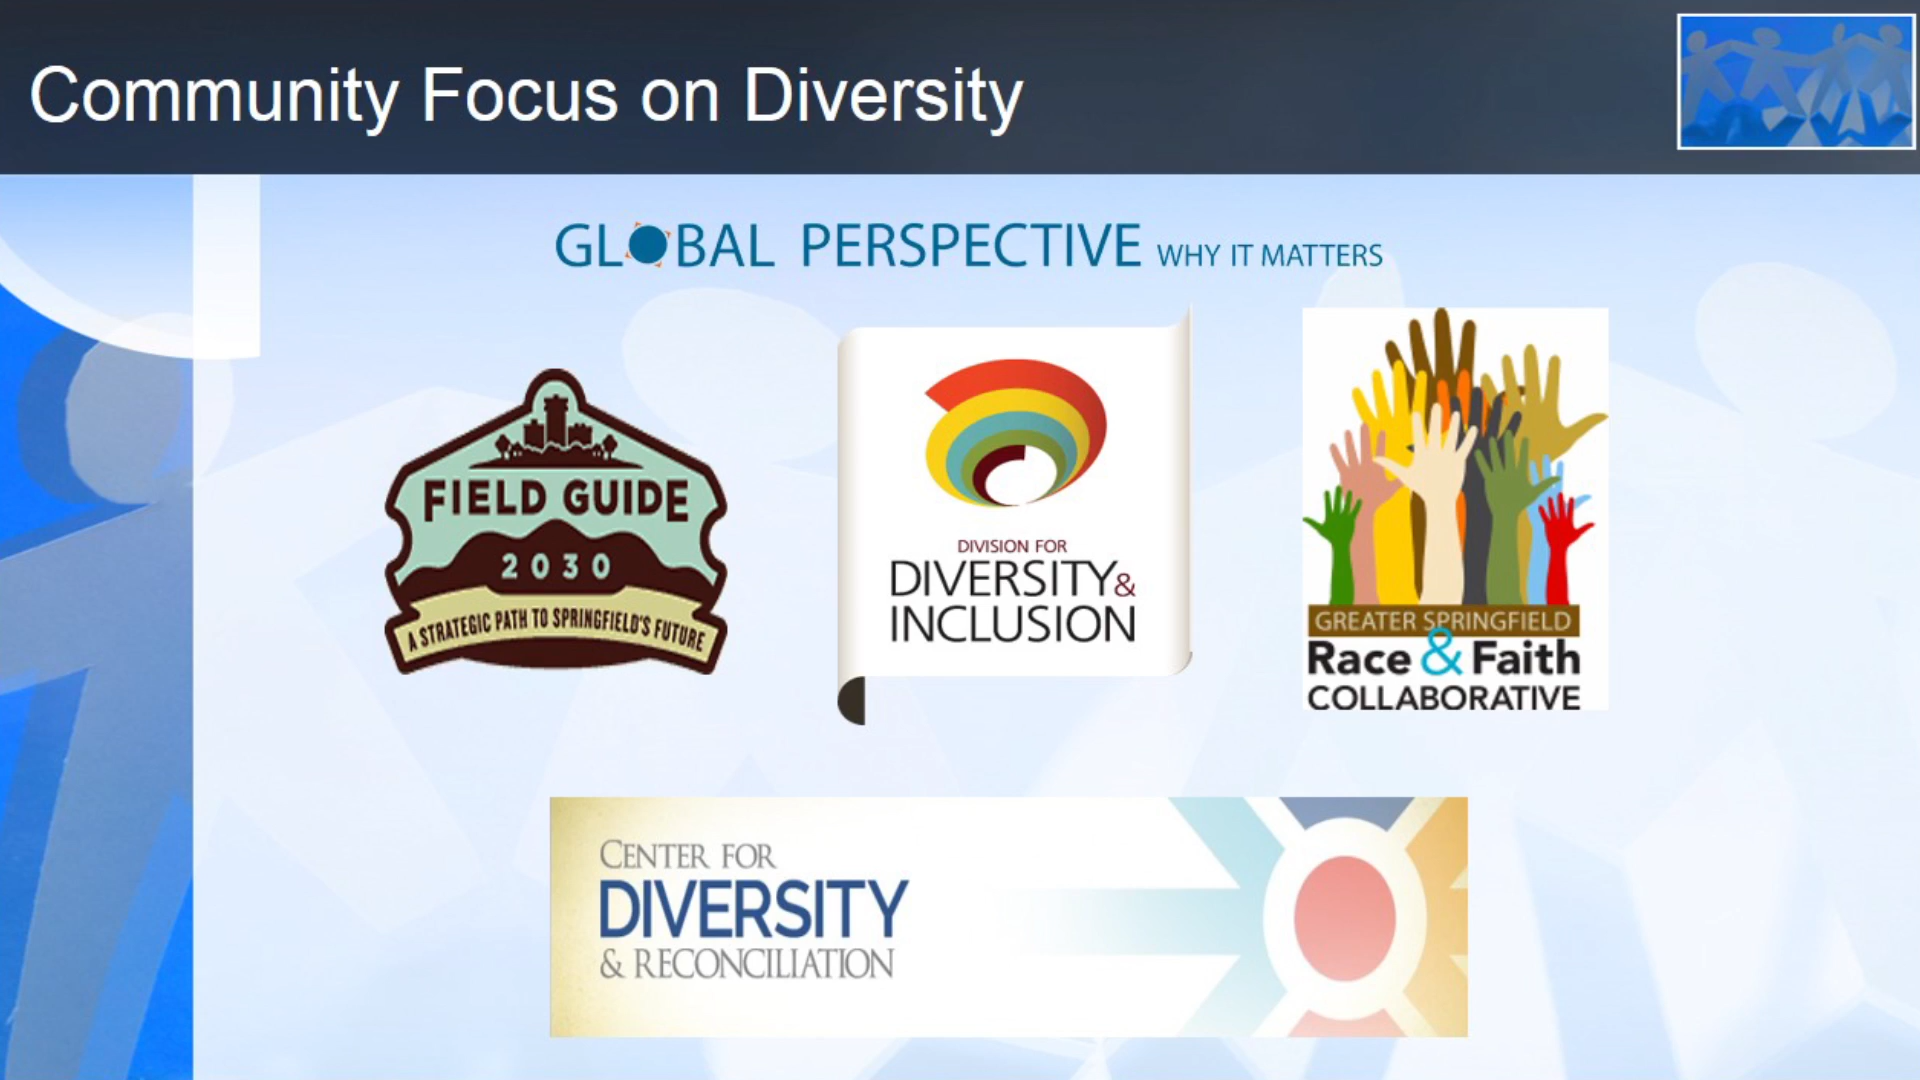 Community Focus on Diversity
GLOBAL PERSPECTIVE WHY IT MATTERS
FIELD GUIDE
2030
A STRATEGIC PATH TO SPRINGFIELD'S FUTURE
DIVISION FOR
DIVERSITY&
INCLUSION
GREATER SPRINGFIELD
Race & Faith
COLLABORATIVE
CENTER FOR
DIVERSITY
& RECONCILIATION